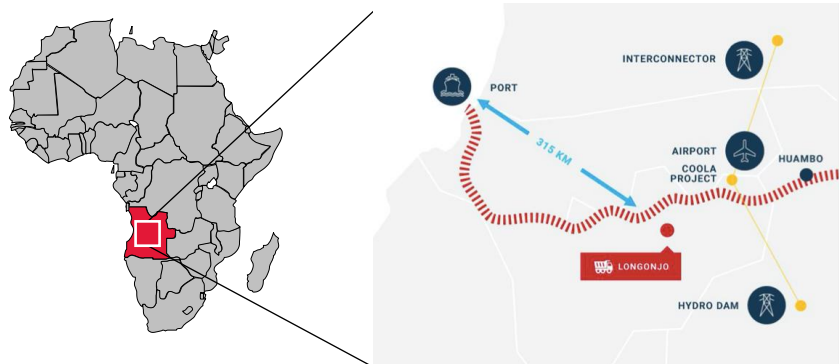 INTERCONNECTOR
PORT
315 KM
AIRPORT
COOLA
PROJECT
HUAMBO
LONGONJO
HYDRO DAM